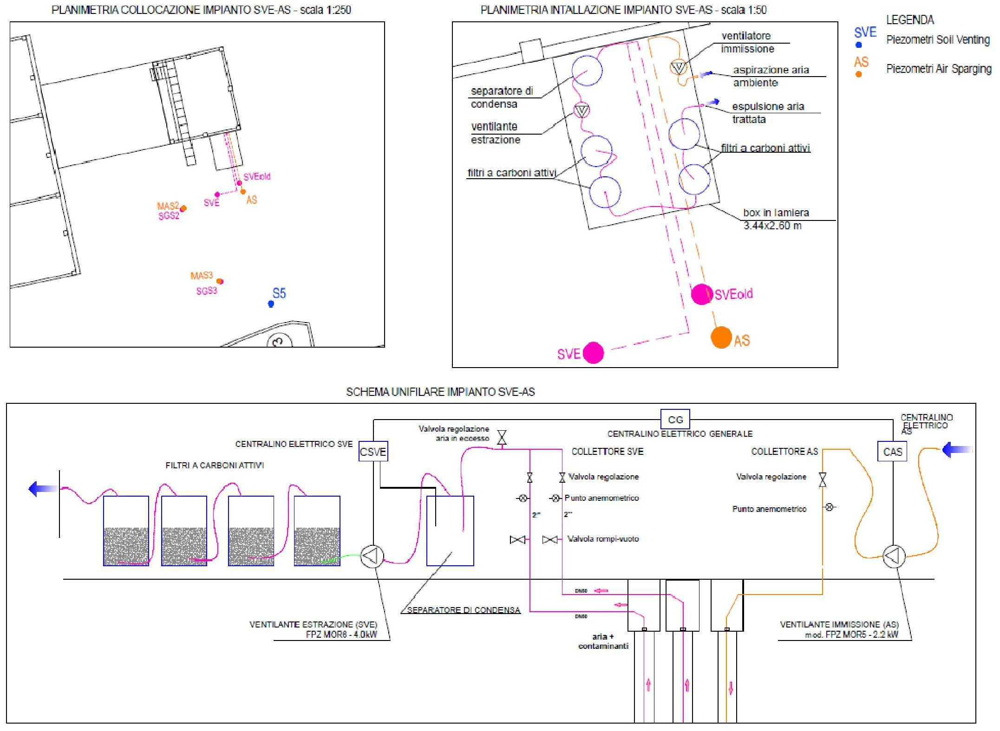 PLANIMETRIA COLLOCAZIONE IMPIANTO SVE-AS - scala 1:250
SVEold
SVE
AS
MAS2
SGS2
MAS3
SGS3
S5
3
PLANIMETRIA INTALLAZIONE IMPIANTO SVE-AS - scala 1:50
ventilatore
immissione
aspirazione aria
ambiente
separatore di
condensa
espulsione aria
trattata
ventilante
estrazione
filtri a carboni attivi
filtri a carboni attivi
box in lamiera
3.44x2.60 m
SVEold
AS
SVE
LEGENDA
SVE
Piezometri Soil Venting
AS
Piezometri Air Sparging
SCHEMA UNIFILARE IMPIANTO SVE-AS
CG
CENTRALINO ELETTRICO GENERALE
CENTRALINO
ELETTRICO
AS
Valvola regolazione
aria in eccesso
CENTRALINO ELETTRICO SVE
CSVE
COLLETTORE SVE
COLLETTORE AS
CAS
FILTRI A CARBONI ATTIVI
Valvola regolazione
Valvola regolazione
Punto anemometrico
Punto anemometrico
2"
2"
Valvola rompi-vuoto
DN60
SEPARATORE DI CONDENSA
DN60
VENTILANTE ESTRAZIONE (SVE)
FPZ MOR6 - 4.0kW
VENTILANTE IMMISSIONE (AS)
mod. FPZ MOR5 - 2.2 kW
aria +
contaminanti